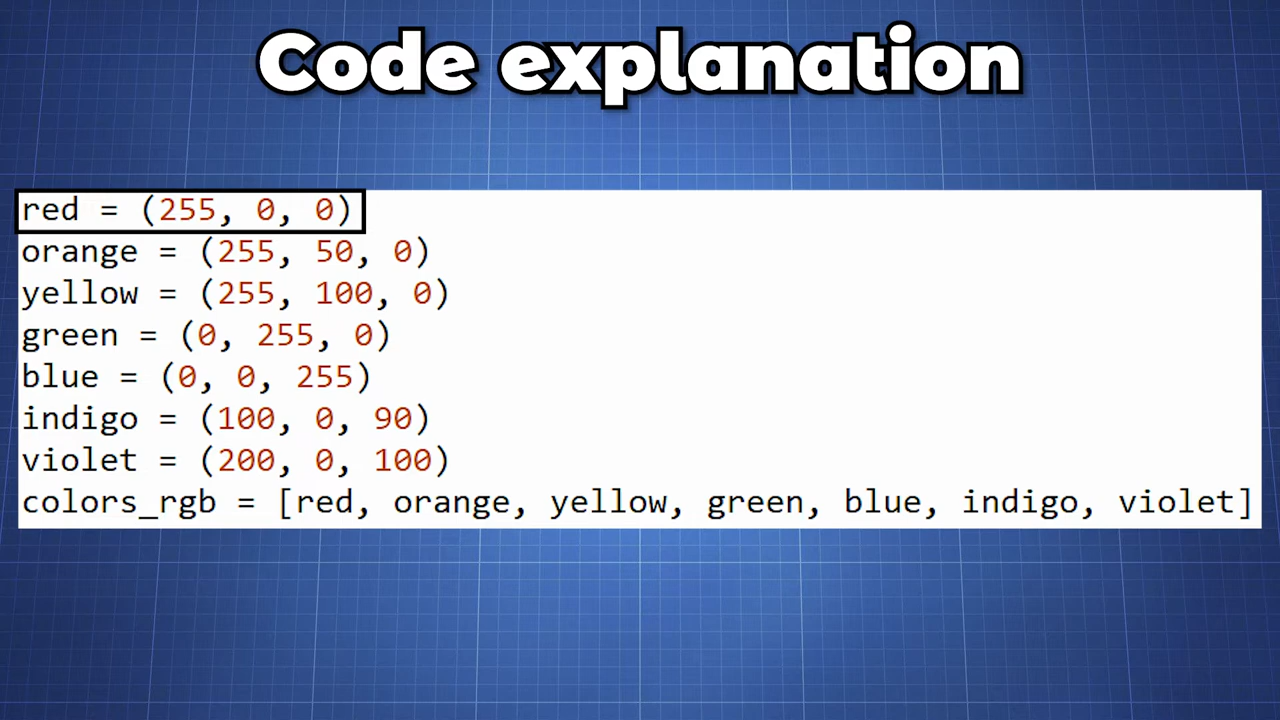 Code explanation
red = (255, 0, 0)
orange = (255, 50, 0)
yellow = (255, 100, 0)
green = (0, 255, 0)
blue = (0, 0, 255)
indigo = (100, 0, 90)
violet = (200, 0, 100)
colors_rgb = [red, orange, yellow, green, blue, indigo, violet]